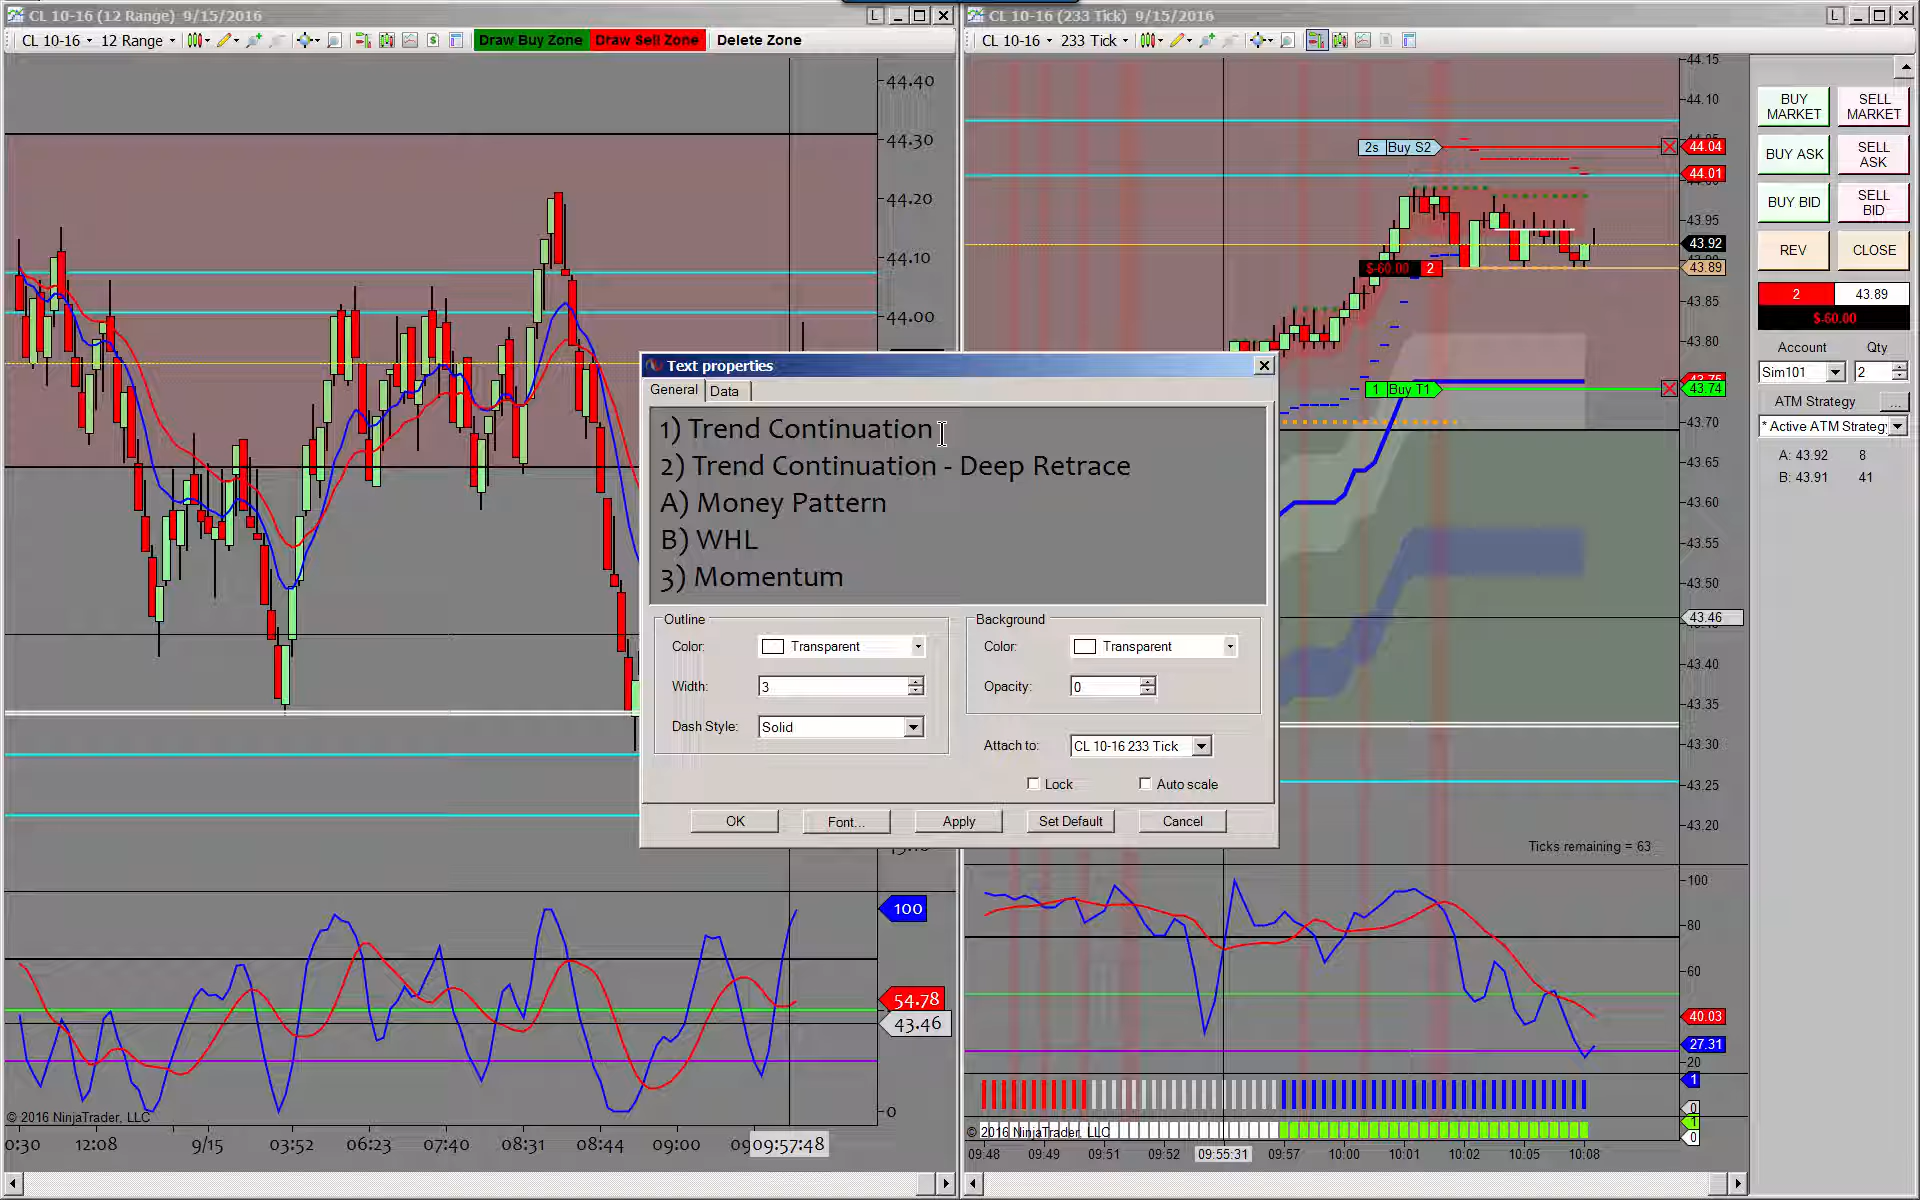 CL 10-16 (12 Range)  9/15/2016
CL 10-16  12 Range
Draw Buy Zone  Draw Sell Zone  Delete Zone
44.40
44.30
44.20
44.10
44.00
100
54.78
43.46
0
© 2016 NinjaTrader, LLC
0:30  12:08  9/15  03:52  06:23  07:40  08:31  08:44  09:00  09:57:48
CL 10-16 (233 Tick)  9/15/2016
CL 10-16  233 Tick
44.15
44.10
2s  Buy S2
44.04
44.01
43.95
43.92
$-60.00  2
43.89
43.85
43.80
1  Buy T1
43.74
43.70
43.65
43.60
43.55
43.50
43.46
43.40
43.35
43.30
43.25
43.20
Ticks remaining = 63
100
80
60
40.03
27.31
20
1
0
1
0
© 2016 NinjaTrader, LLC
09:48  09:49  09:51  09:52  09:55:31  09:57  10:00  10:01  10:02  10:05  10:08
Text properties
General  Data
1) Trend Continuation
2) Trend Continuation - Deep Retrace
A) Money Pattern
B) WHL
3) Momentum
Outline
Color:  Transparent
Width:  3
Dash Style:  Solid
Background
Color:  Transparent
Opacity:  0
Attach to:  CL 10-16 233 Tick
Lock  Auto scale
OK  Font...  Apply  Set Default  Cancel
BUY MARKET  SELL MARKET
BUY ASK  SELL ASK
BUY BID  SELL BID
REV  CLOSE
2  43.89
$-60.00
Account  Qty
Sim101  2
ATM Strategy  ...
* Active ATM Strategy
A: 43.92  8
B: 43.91  41